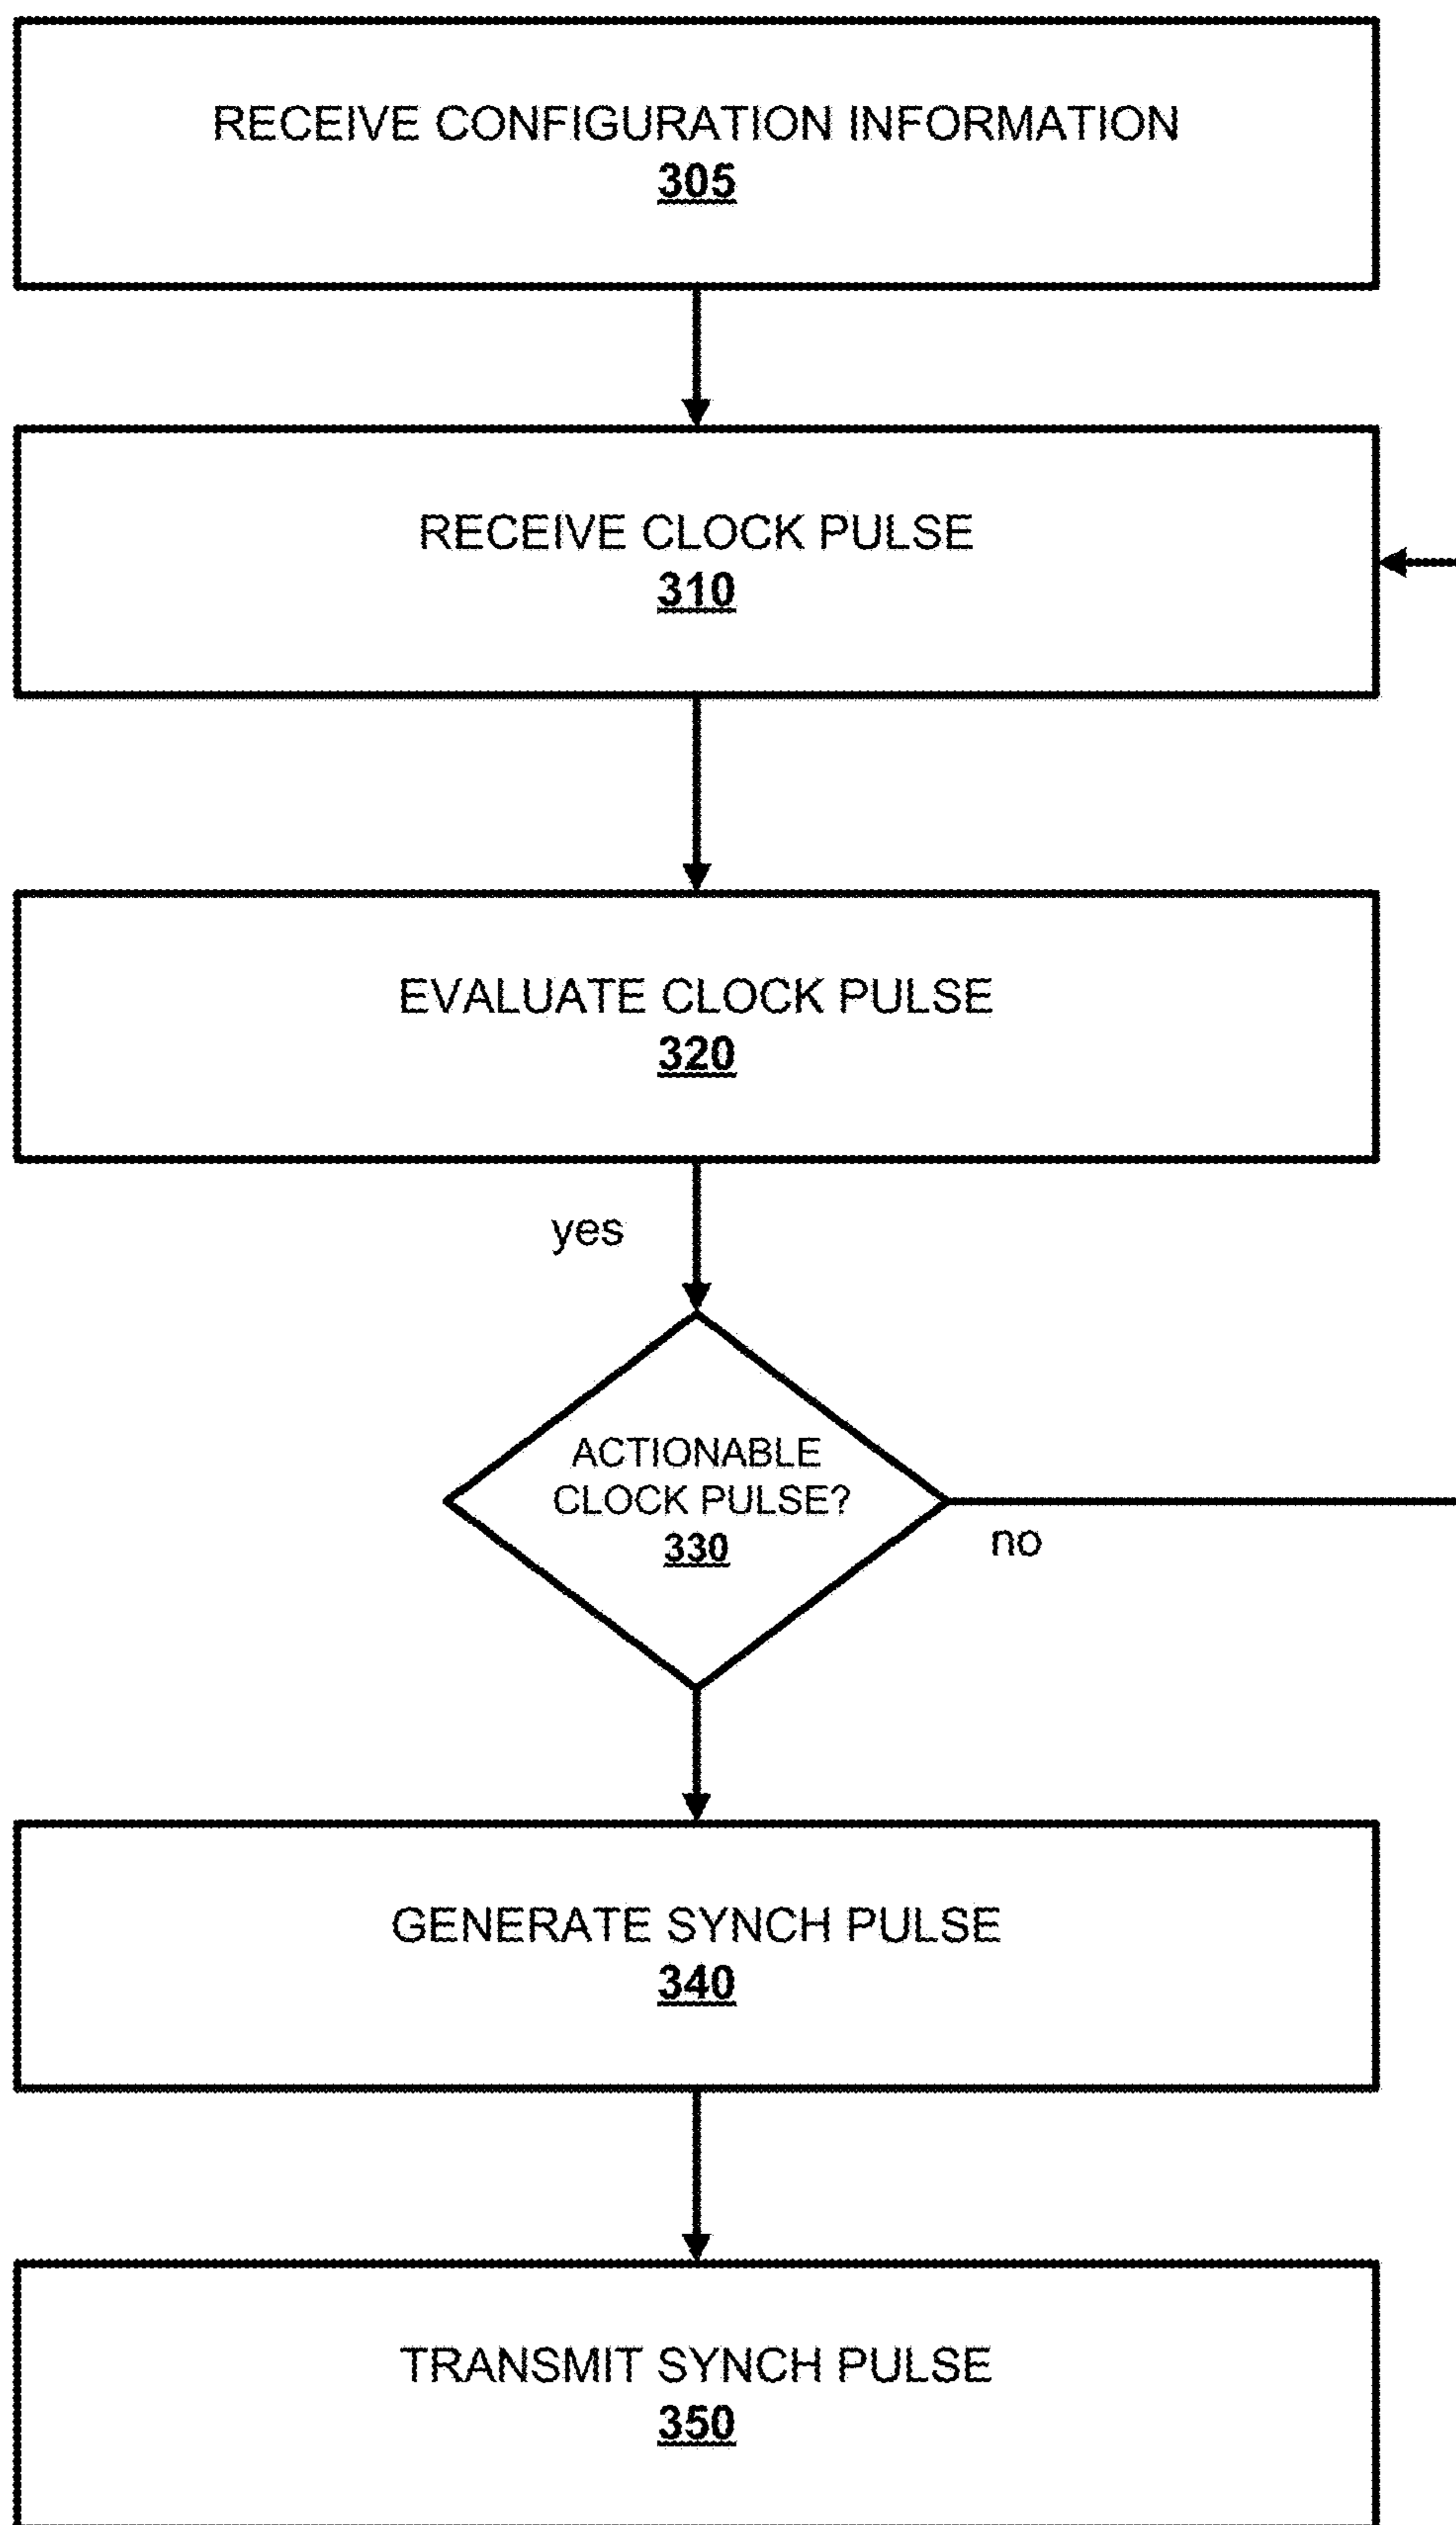 RECEIVE CONFIGURATION INFORMATION
305
RECEIVE CLOCK PULSE
310
EVALUATE CLOCK PULSE
320
yes
ACTIONABLE
CLOCK PULSE?
330
no
GENERATE SYNCH PULSE
340
TRANSMIT SYNCH PULSE
350